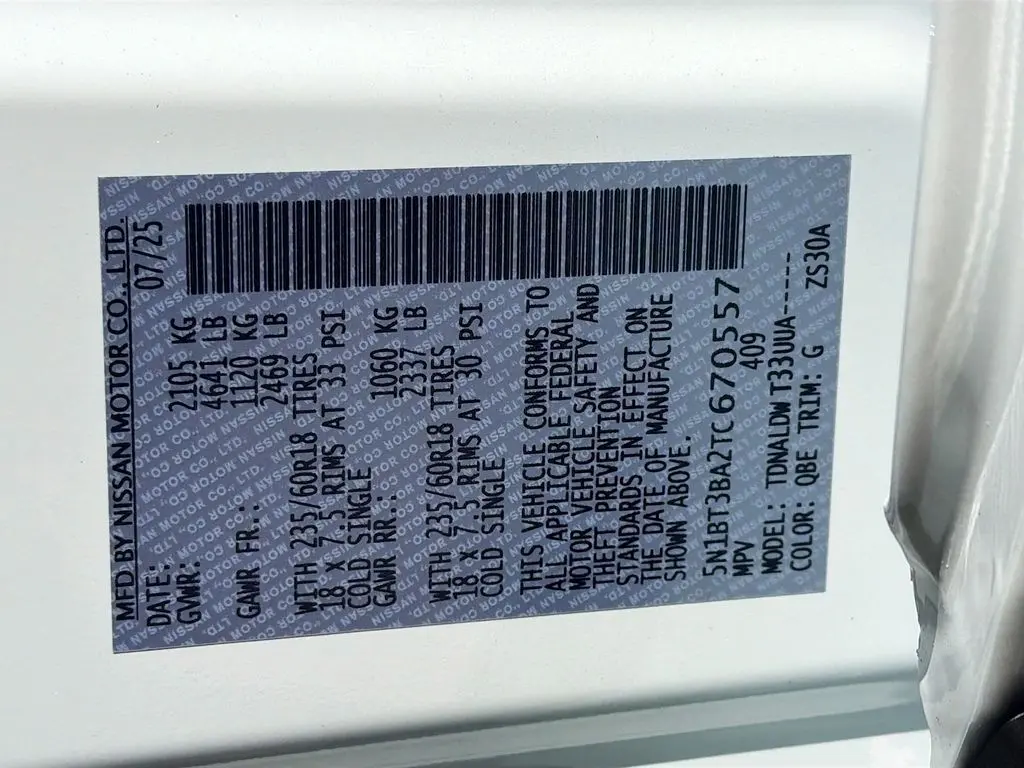 MFD BY NISSAN MOTOR CO., LTD.
DATE: 07/25
GVWR: 2105 KG
4641 LB
GAWR FR.: 1120 KG
2469 LB
WITH 235/60R18 TIRES
18 x 7.5 RIMS AT 33 PSI
COLD SINGLE
GAWR RR.: 1060 KG
2337 LB
WITH 235/60R18 TIRES
18 x 7.5 RIMS AT 30 PSI
COLD SINGLE
THIS VEHICLE CONFORMS TO
ALL APPLICABLE FEDERAL
MOTOR VEHICLE SAFETY AND
THEFT PREVENTION
STANDARDS IN EFFECT ON
THE DATE OF MANUFACTURE
SHOWN ABOVE.
5N1BT3BA2TC670557
MPV 409
MODEL: TDNALDW T33UUA-----
COLOR: QBE TRIM: G ZS30A